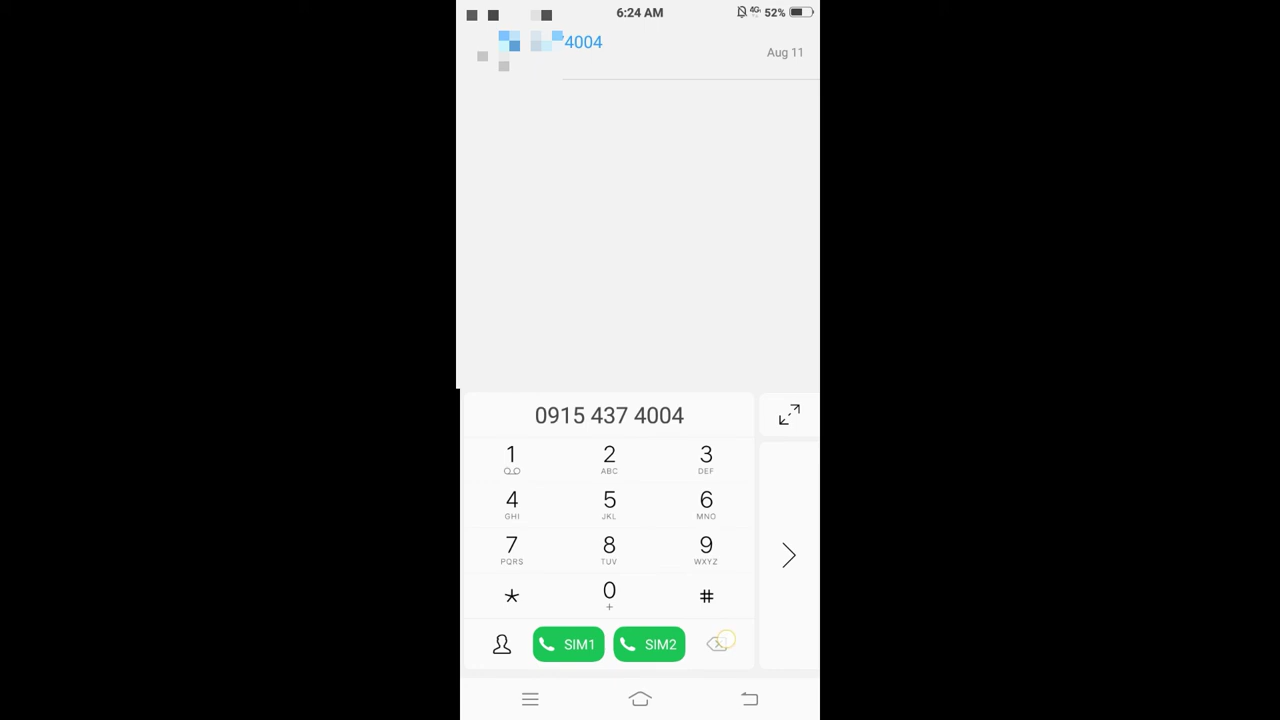 6:24 AM 4G 52%
4004
Aug 11
0915 437 4004
1 2 3
ABC DEF
4 5 6
GHI JKL MNO
7 8 9
PQRS TUV WXYZ
* 0 #
+
SIM1 SIM2